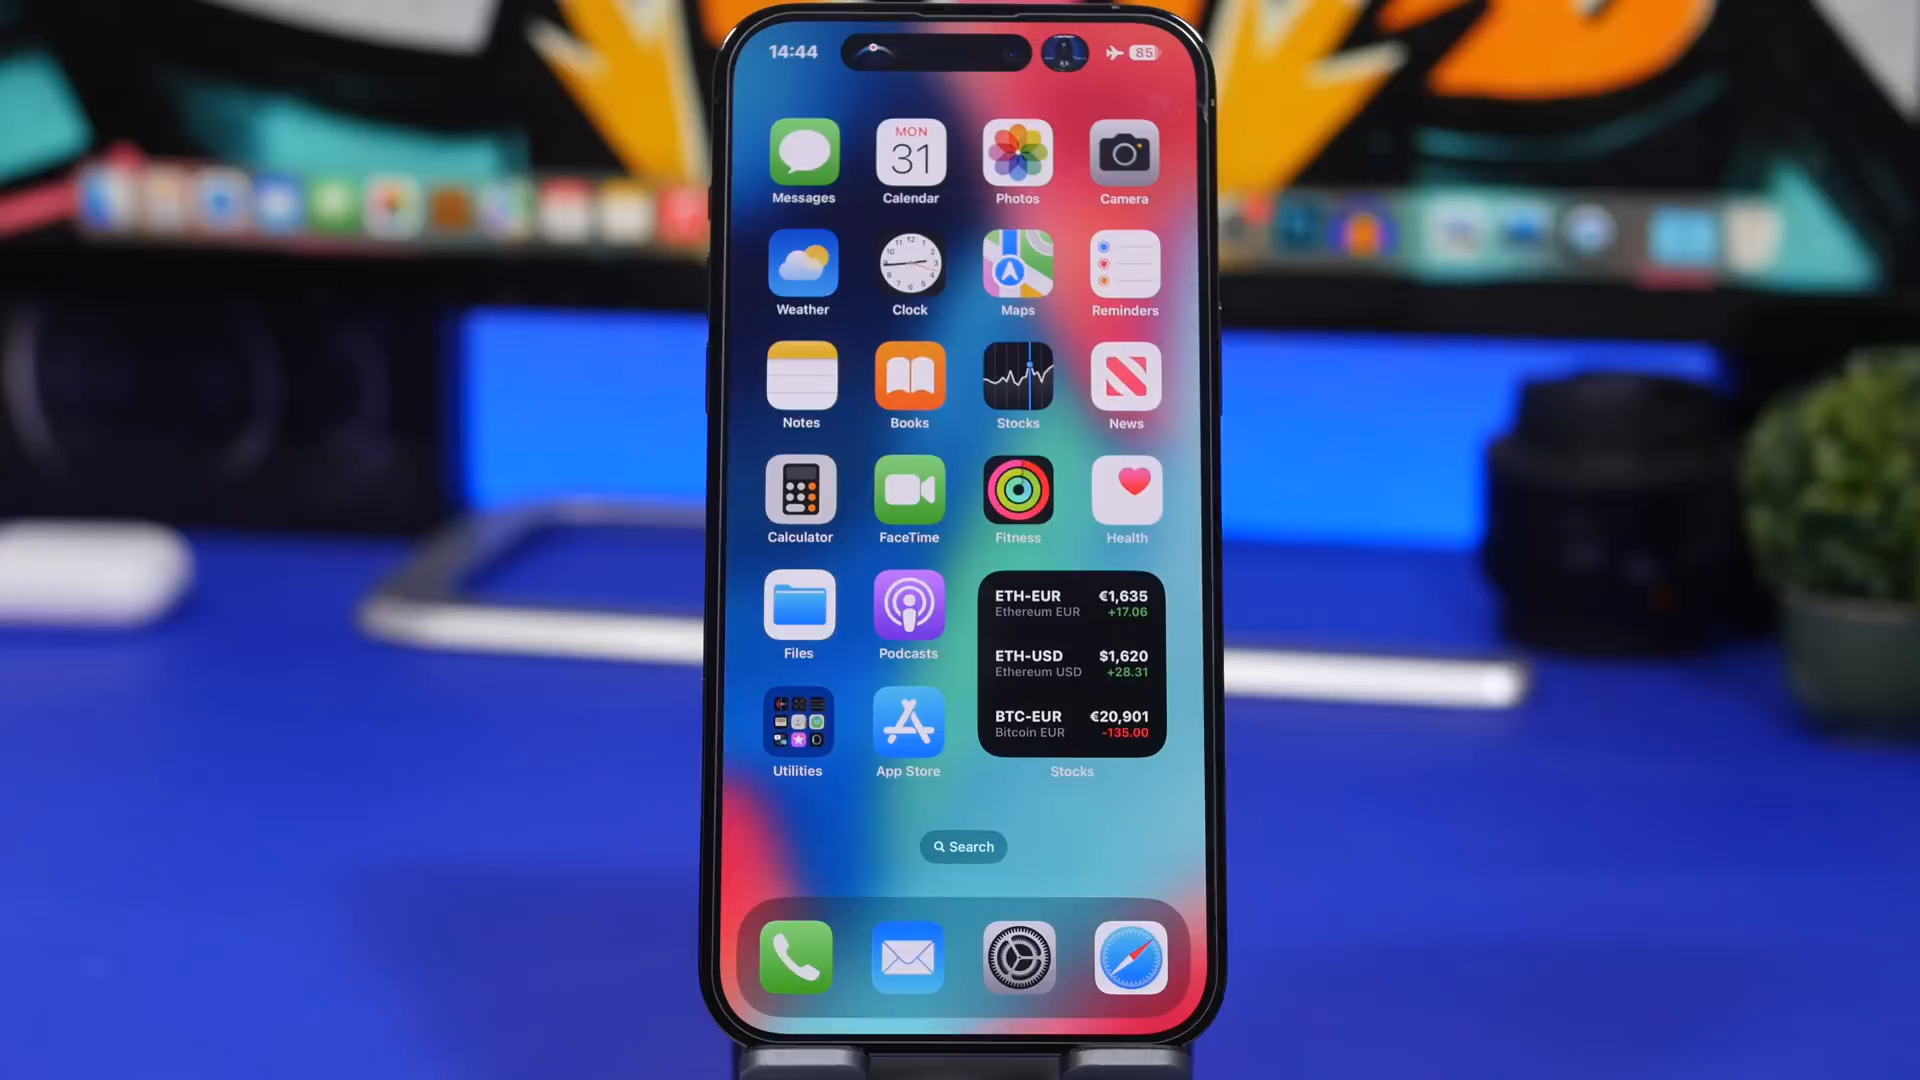 14:44
85
MON
31
Messages
Calendar
Photos
Camera
Weather
Clock
Maps
Reminders
Notes
Books
Stocks
News
Calculator
FaceTime
Fitness
Health
ETH-EUR €1,635
Ethereum EUR +17.06
ETH-USD $1,620
Ethereum USD +28.31
BTC-EUR €20,901
Bitcoin EUR -135.00
Files
Podcasts
Utilities
App Store
Stocks
Search